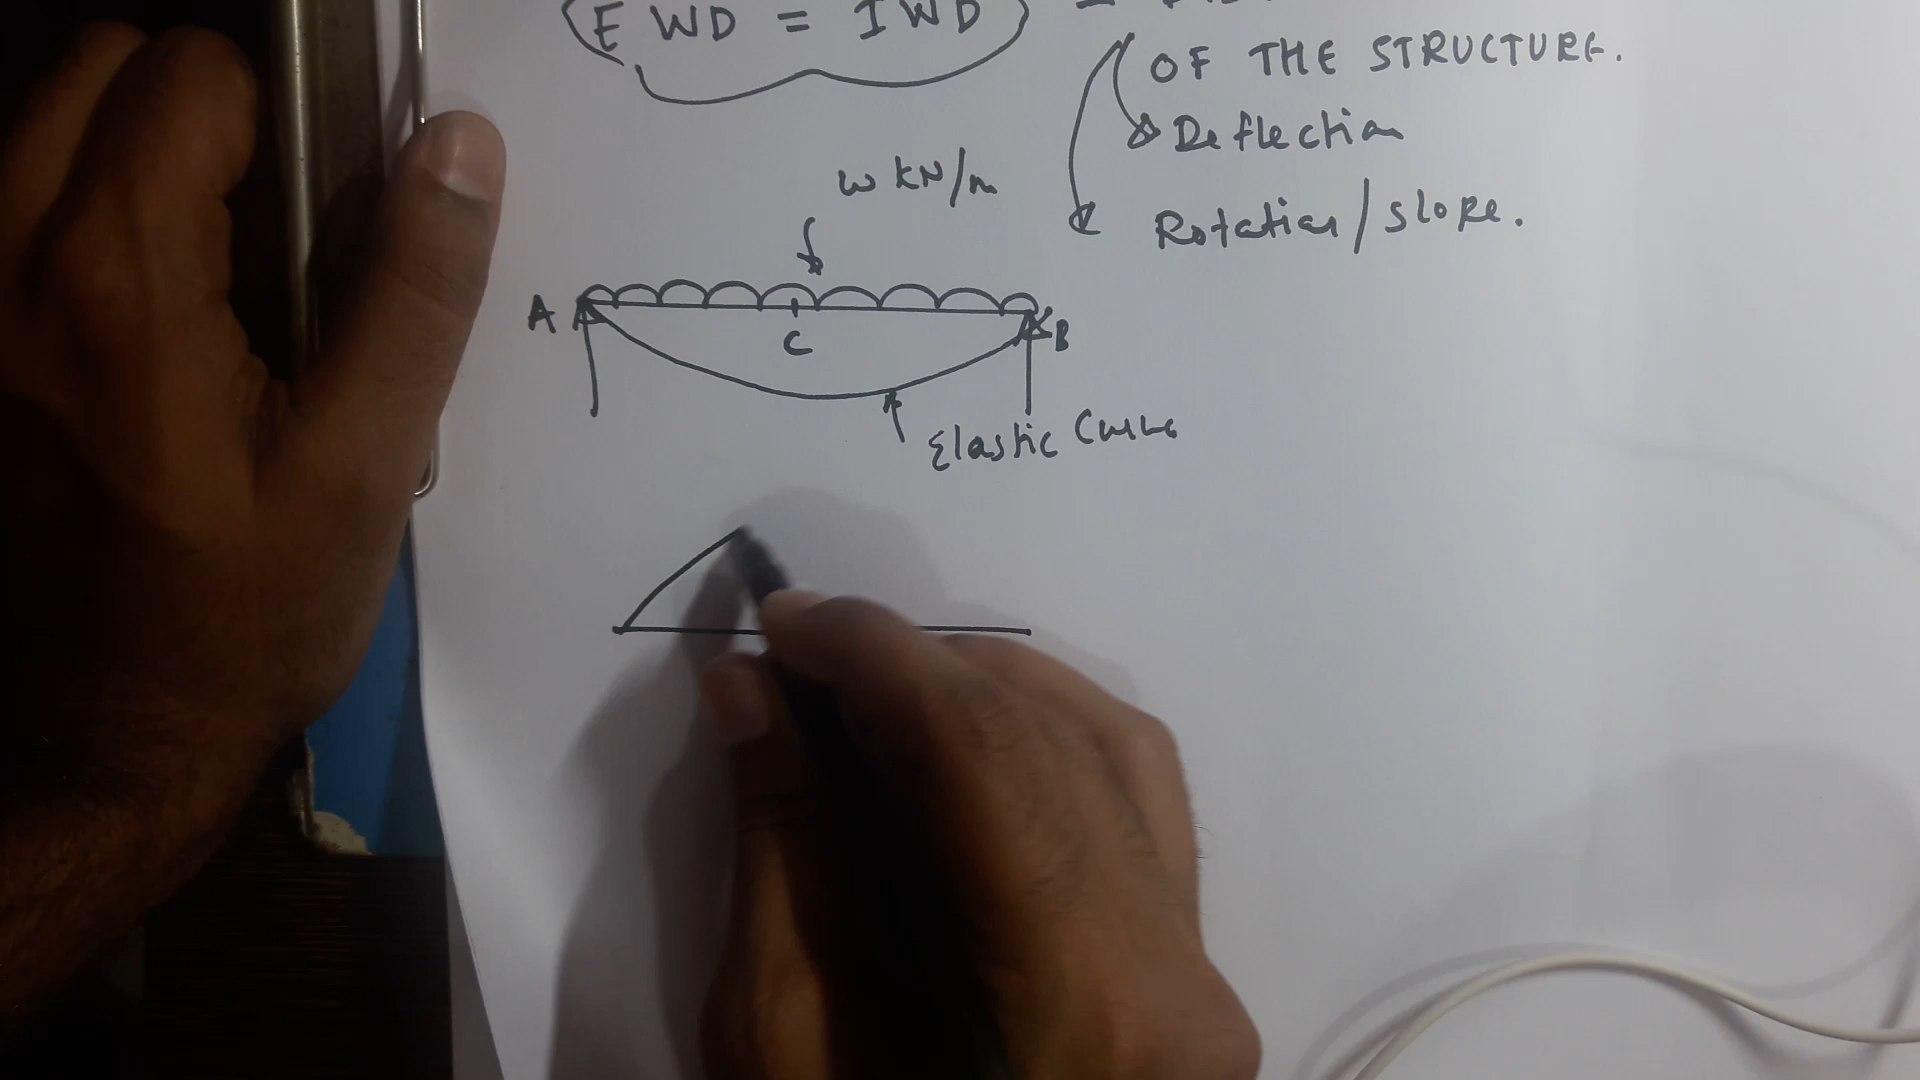 EWD = IWD
OF THE STRUCTURE.
Deflection
w kN/m
Rotation/slope.
A
C
B
Elastic Curve